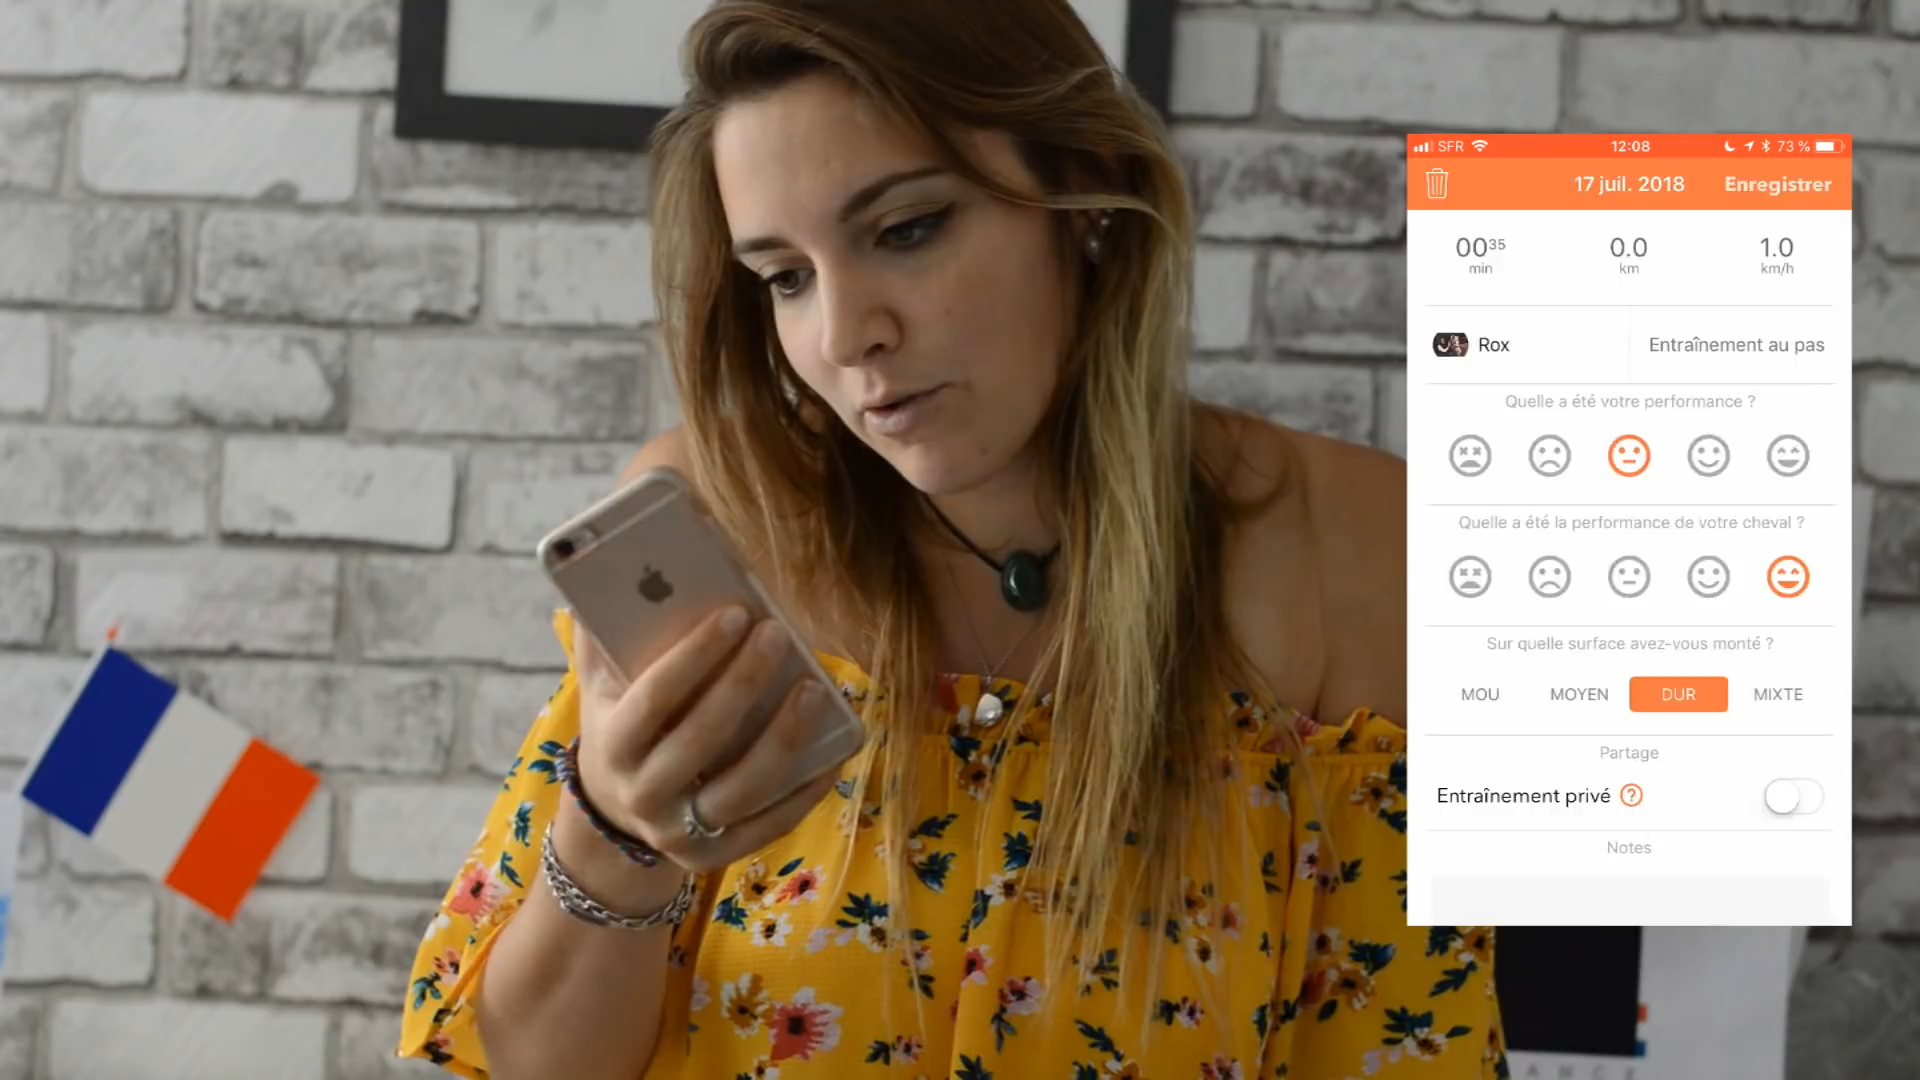 SFR 12:08 73 %
17 juil. 2018 Enregistrer
00³⁵ 0.0 1.0
min km km/h
Rox Entraînement au pas
Quelle a été votre performance ?
Quelle a été la performance de votre cheval ?
Sur quelle surface avez-vous monté ?
MOU MOYEN DUR MIXTE
Partage
Entraînement privé ?
Notes